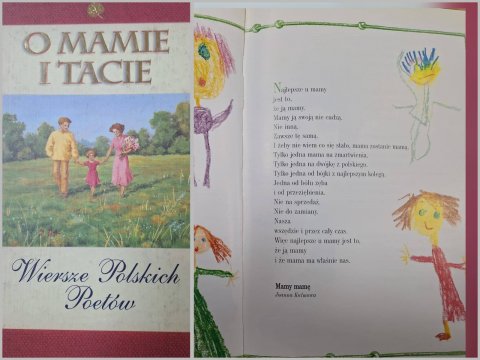 O MAMIE
I TACIE
Wiersze Polskich
Poetów
Najlepsze u mamy
jest to,
że ją mamy.
Mamy ją swoją nie cudzą,
Nie inną.
Zawsze tę samą.
I żeby nie wiem co się stało, mama zostanie mamą.
Tylko jedna mama na zmartwienia,
Tylko jedna na dwójkę z polskiego.
Tylko jedna od bójki z najlepszym kolegą.
Jedna od bólu zęba
i od przeziębienia.
Nie na sprzedaż.
Nie do zamiany.
Nasza
wszędzie i przez cały czas.
Więc najlepsze u mamy jest to,
że ją mamy
i że mama ma właśnie nas.
Mamy mamę
Joanna Kulmowa